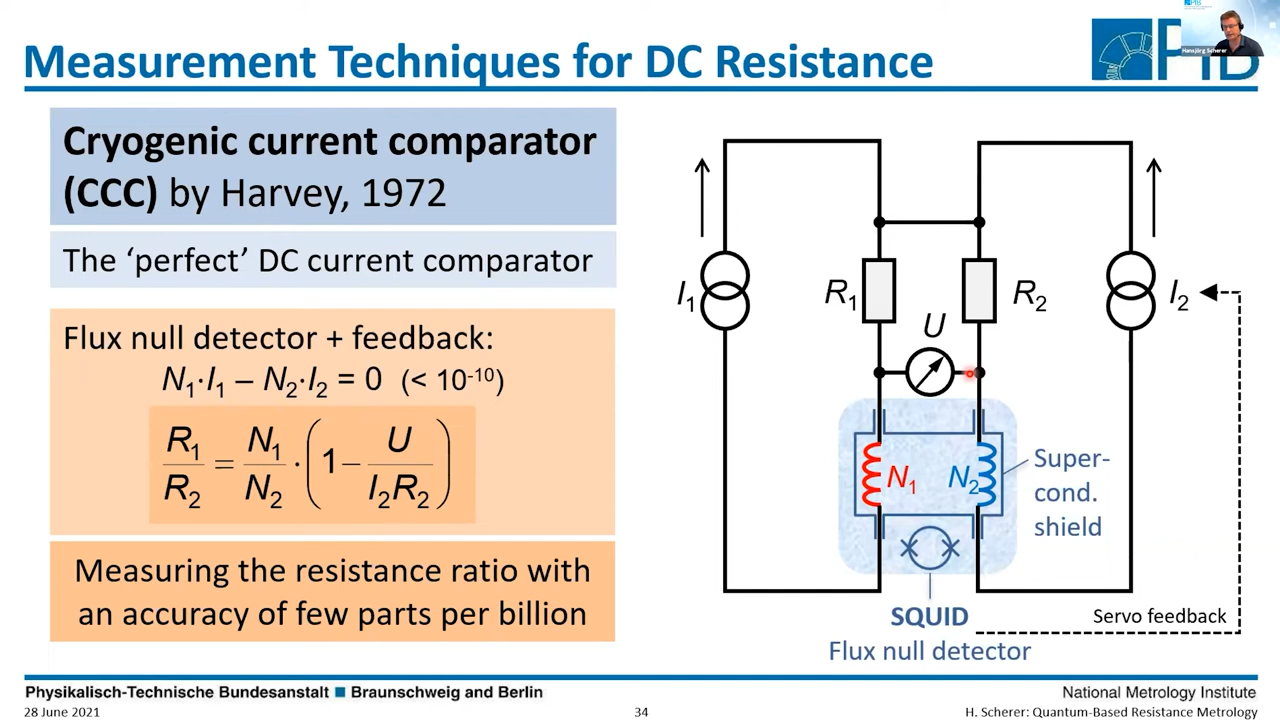 PTB
Hansjörg Scherer
Measurement Techniques for DC Resistance
PTB
Cryogenic current comparator
(CCC) by Harvey, 1972
The ‘perfect’ DC current comparator
Flux null detector + feedback:
N₁·I₁ – N₂·I₂ = 0 (< 10⁻¹⁰)
R₁/R₂ = N₁/N₂ · (1 − U/(I₂R₂))
Measuring the resistance ratio with
an accuracy of few parts per billion
I₁
R₁
R₂
I₂
U
N₁
N₂
Super-
cond.
shield
SQUID
Flux null detector
Servo feedback
Physikalisch-Technische Bundesanstalt ■ Braunschweig and Berlin
National Metrology Institute
28 June 2021
34
H. Scherer: Quantum-Based Resistance Metrology